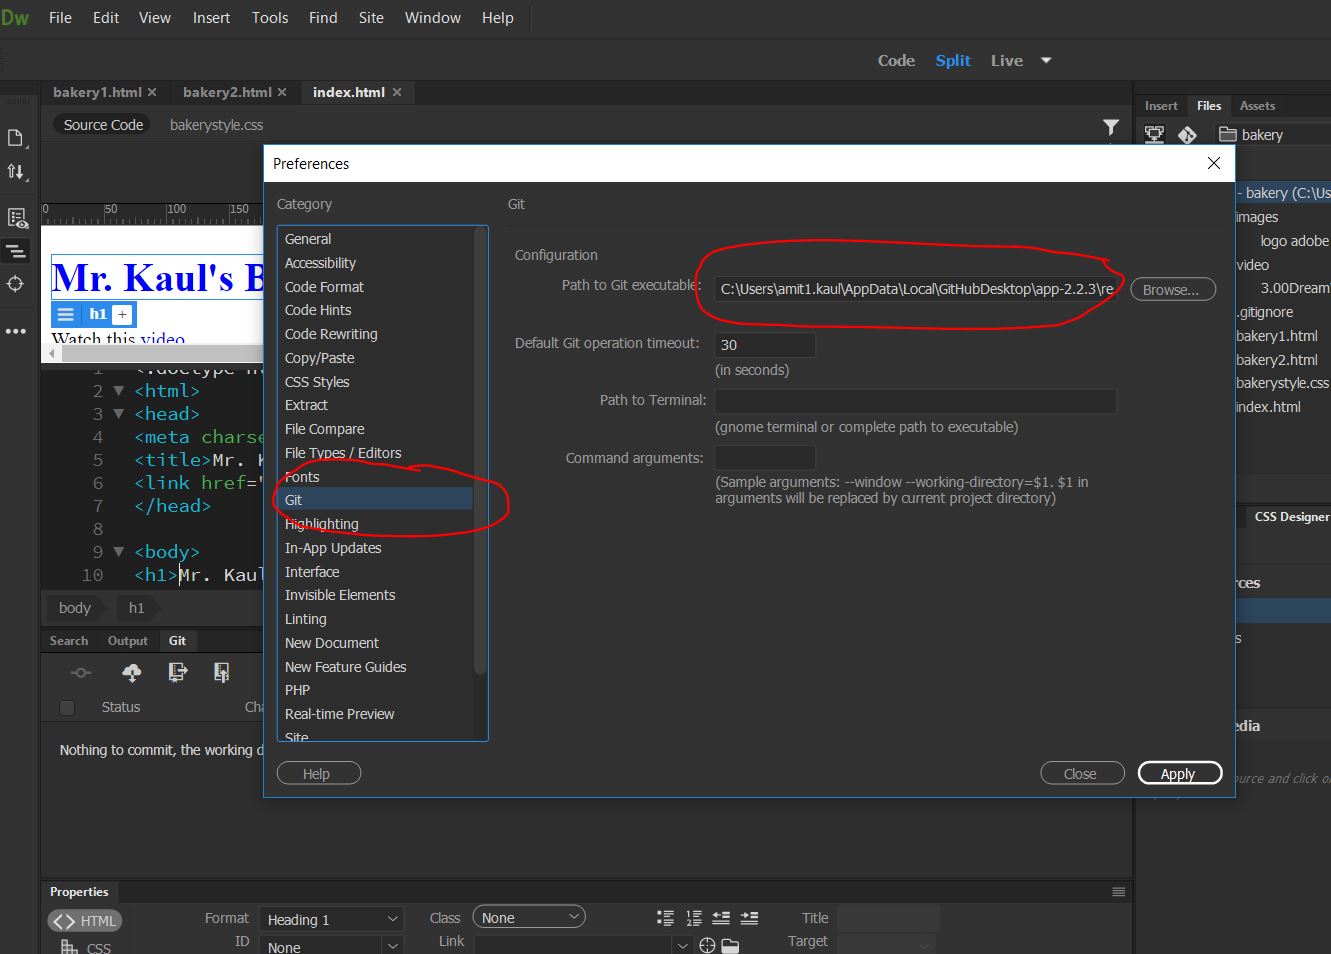 Dw File Edit View Insert Tools Find Site Window Help
Code Split Live
bakery1.html × bakery2.html × index.html ×
Insert Files Assets
Source Code bakerystyle.css
bakery
Preferences
Category
Git
- bakery (C:\Us
images
logo adobe
video
3.00Dream
.gitignore
bakery1.html
bakery2.html
bakerystyle.css
index.html
0 50 100 150
Mr. Kaul's B
h1 +
Watch this video
General
Accessibility
Code Format
Code Hints
Code Rewriting
Copy/Paste
CSS Styles
Extract
File Compare
File Types / Editors
Fonts
Git
Highlighting
In-App Updates
Interface
Invisible Elements
Linting
New Document
New Feature Guides
PHP
Real-time Preview
Site
Configuration
Path to Git executable: C:\Users\amit1.kaul\AppData\Local\GitHubDesktop\app-2.2.3\re Browse...
Default Git operation timeout: 30
(in seconds)
Path to Terminal:
(gnome terminal or complete path to executable)
Command arguments:
(Sample arguments: --window --working-directory=$1. $1 in
arguments will be replaced by current project directory)
Help Close Apply
2 <html>
3 <head>
4 <meta charse
5 <title>Mr. K
6 <link href="
7 </head>
8
9 <body>
10 <h1>Mr. Kaul
body h1
Search Output Git
Status Cha
Nothing to commit, the working d
CSS Designer
rces
s
edia
ource and click o
Properties
<> HTML Format Heading 1 Class None Title
CSS ID None Link Target